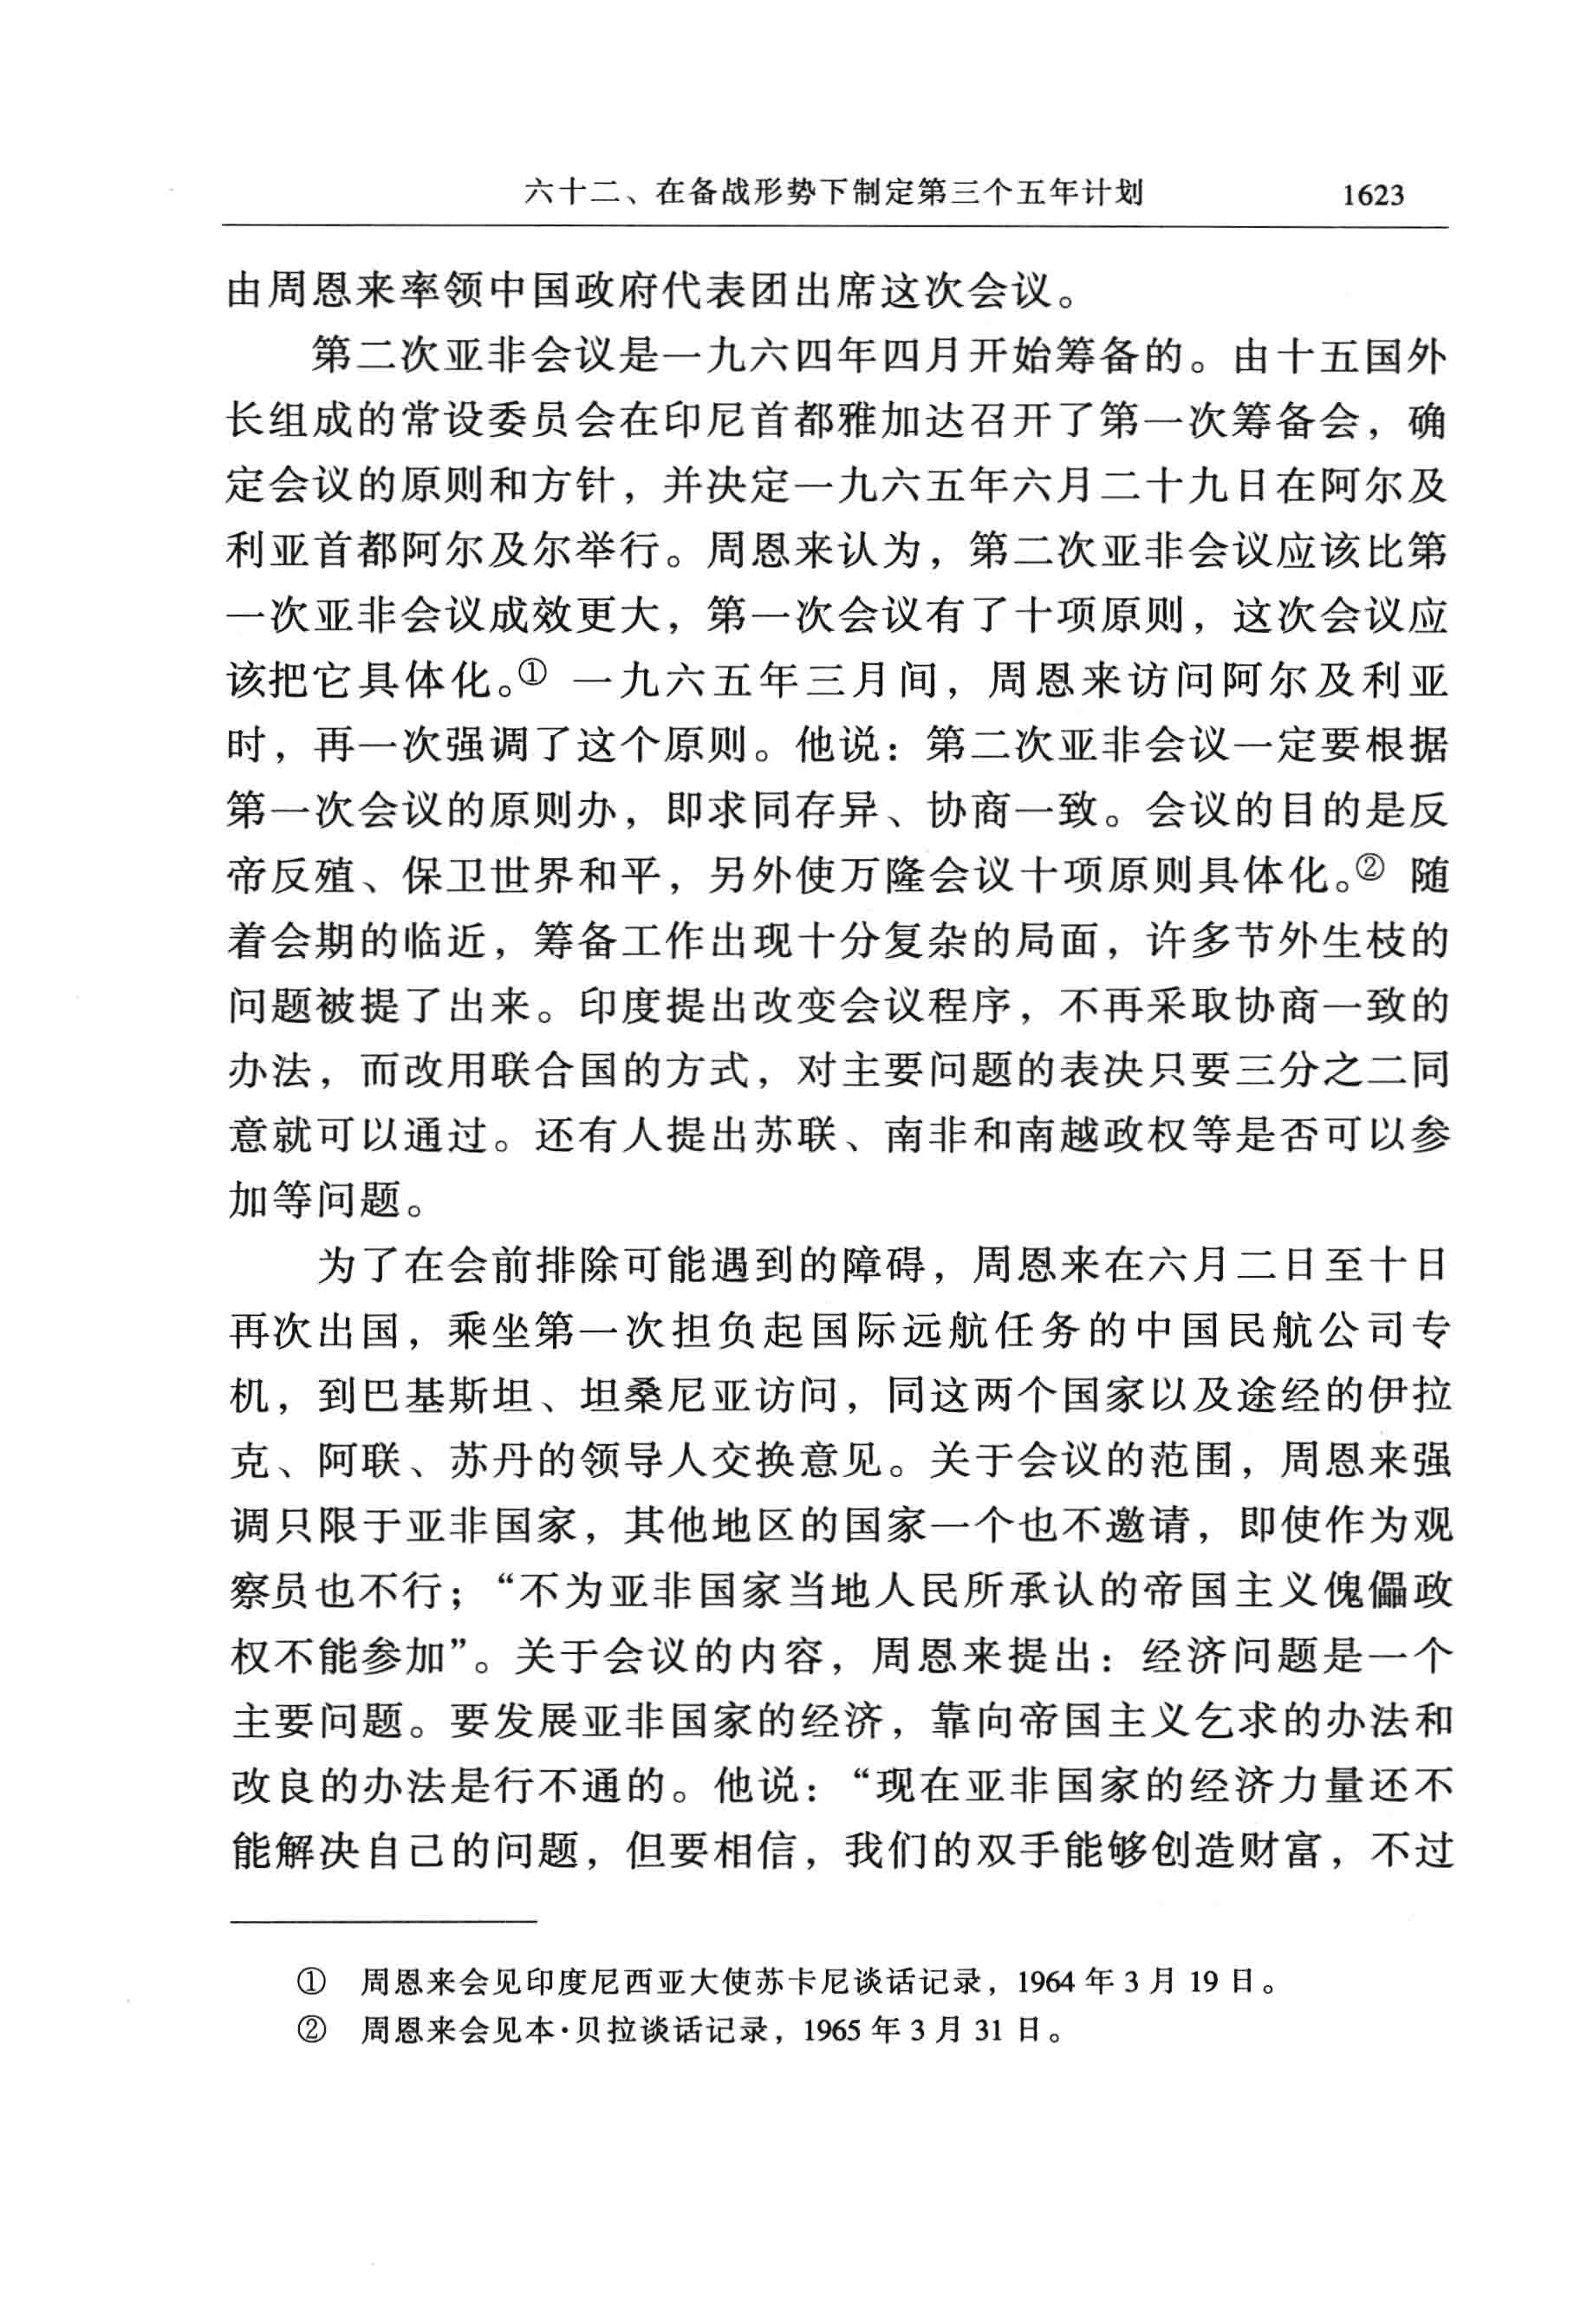 六十二、在备战形势下制定第三个五年计划 1623
由周恩来率领中国政府代表团出席这次会议。
第二次亚非会议是一九六四年四月开始筹备的。由十五国外
长组成的常设委员会在印尼首都雅加达召开了第一次筹备会，确
定会议的原则和方针，并决定一九六五年六月二十九日在阿尔及
利亚首都阿尔及尔举行。周恩来认为，第二次亚非会议应该比第
一次亚非会议成效更大，第一次会议有了十项原则，这次会议应
该把它具体化。① 一九六五年三月间，周恩来访问阿尔及利亚
时，再一次强调了这个原则。他说：第二次亚非会议一定要根据
第一次会议的原则办，即求同存异、协商一致。会议的目的是反
帝反殖、保卫世界和平，另外使万隆会议十项原则具体化。② 随
着会期的临近，筹备工作出现十分复杂的局面，许多节外生枝的
问题被提了出来。印度提出改变会议程序，不再采取协商一致的
办法，而改用联合国的方式，对主要问题的表决只要三分之二同
意就可以通过。还有人提出苏联、南非和南越政权等是否可以参
加等问题。
为了在会前排除可能遇到的障碍，周恩来在六月二日至十日
再次出国，乘坐第一次担负起国际远航任务的中国民航公司专
机，到巴基斯坦、坦桑尼亚访问，同这两个国家以及途经的伊拉
克、阿联、苏丹的领导人交换意见。关于会议的范围，周恩来强
调只限于亚非国家，其他地区的国家一个也不邀请，即使作为观
察员也不行；“不为亚非国家当地人民所承认的帝国主义傀儡政
权不能参加”。关于会议的内容，周恩来提出：经济问题是一个
主要问题。要发展亚非国家的经济，靠向帝国主义乞求的办法和
改良的办法是行不通的。他说：“现在亚非国家的经济力量还不
能解决自己的问题，但要相信，我们的双手能够创造财富，不过
① 周恩来会见印度尼西亚大使苏卡尼谈话记录，1964 年 3 月 19 日。
② 周恩来会见本·贝拉谈话记录，1965 年 3 月 31 日。